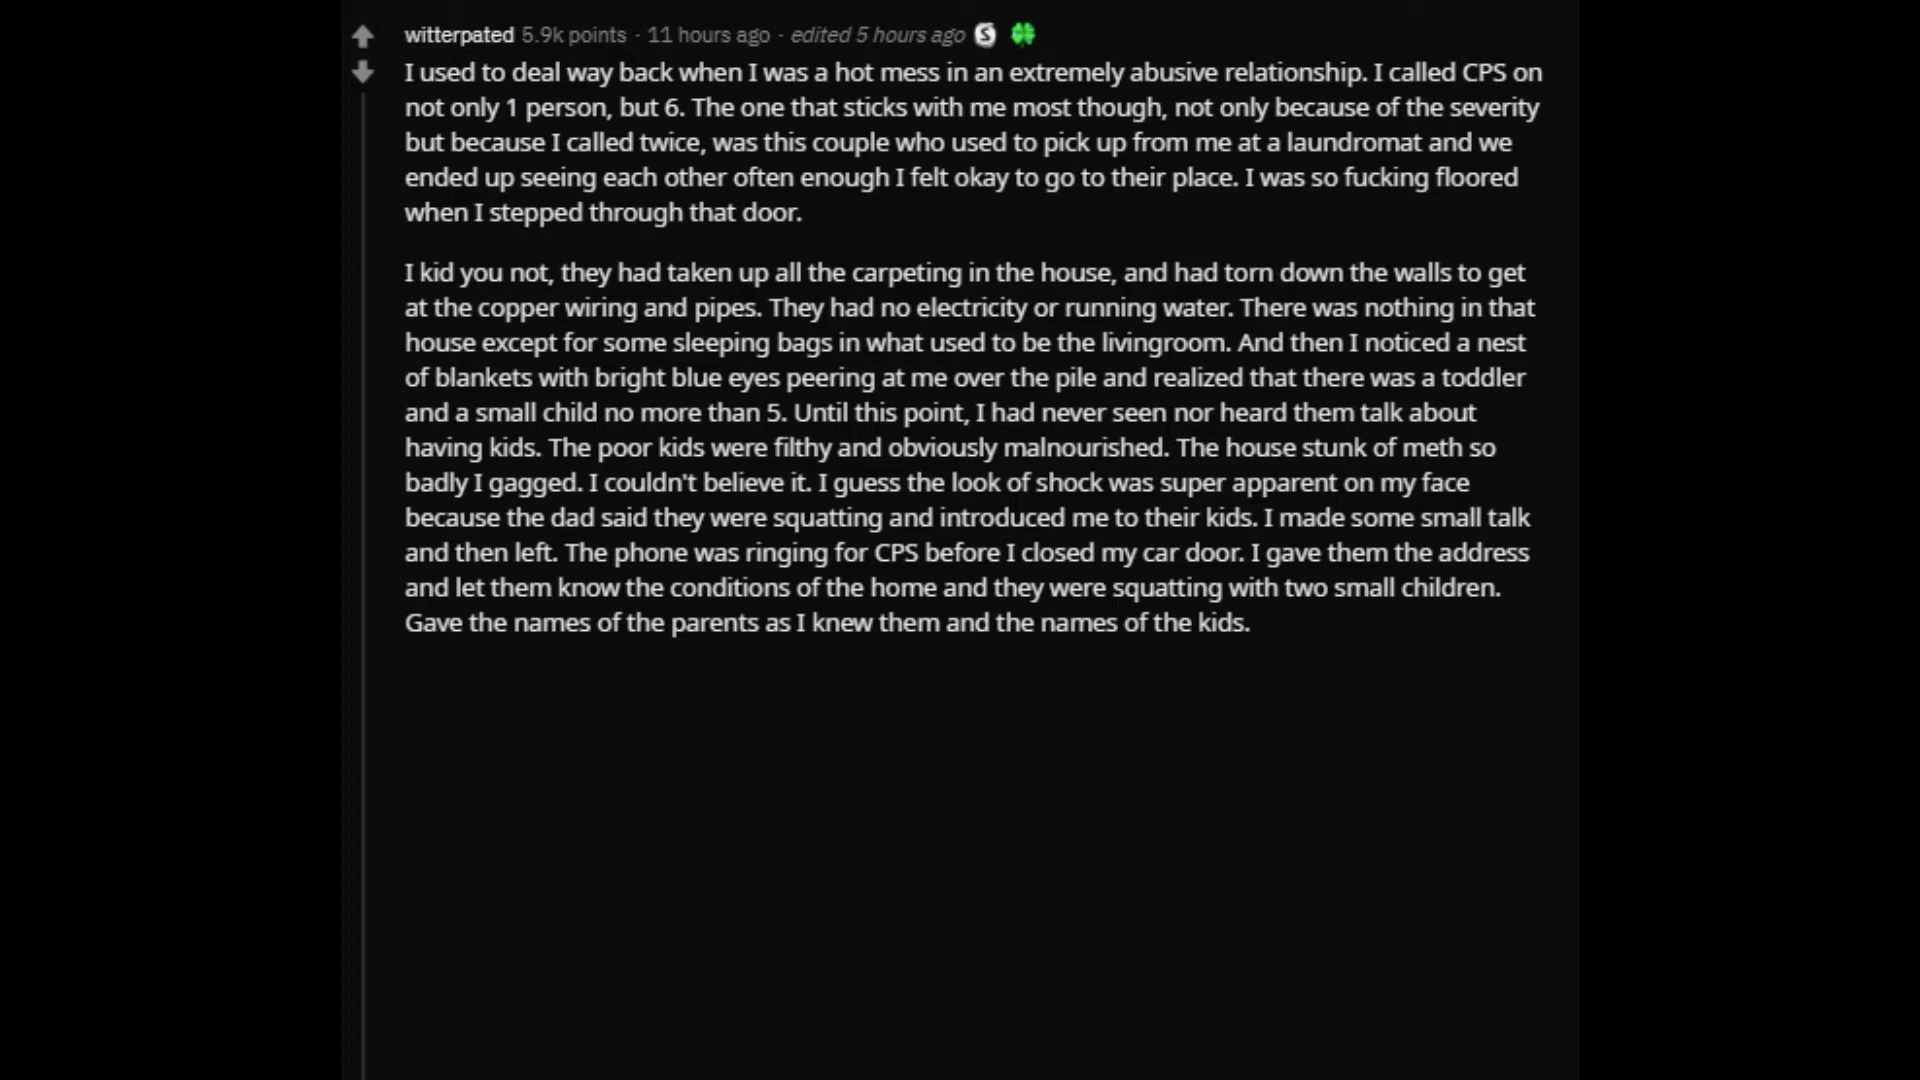 witterpated 5.9k points · 11 hours ago · edited 5 hours ago S
I used to deal way back when I was a hot mess in an extremely abusive relationship. I called CPS on
not only 1 person, but 6. The one that sticks with me most though, not only because of the severity
but because I called twice, was this couple who used to pick up from me at a laundromat and we
ended up seeing each other often enough I felt okay to go to their place. I was so fucking floored
when I stepped through that door.
I kid you not, they had taken up all the carpeting in the house, and had torn down the walls to get
at the copper wiring and pipes. They had no electricity or running water. There was nothing in that
house except for some sleeping bags in what used to be the livingroom. And then I noticed a nest
of blankets with bright blue eyes peering at me over the pile and realized that there was a toddler
and a small child no more than 5. Until this point, I had never seen nor heard them talk about
having kids. The poor kids were filthy and obviously malnourished. The house stunk of meth so
badly I gagged. I couldn't believe it. I guess the look of shock was super apparent on my face
because the dad said they were squatting and introduced me to their kids. I made some small talk
and then left. The phone was ringing for CPS before I closed my car door. I gave them the address
and let them know the conditions of the home and they were squatting with two small children.
Gave the names of the parents as I knew them and the names of the kids.